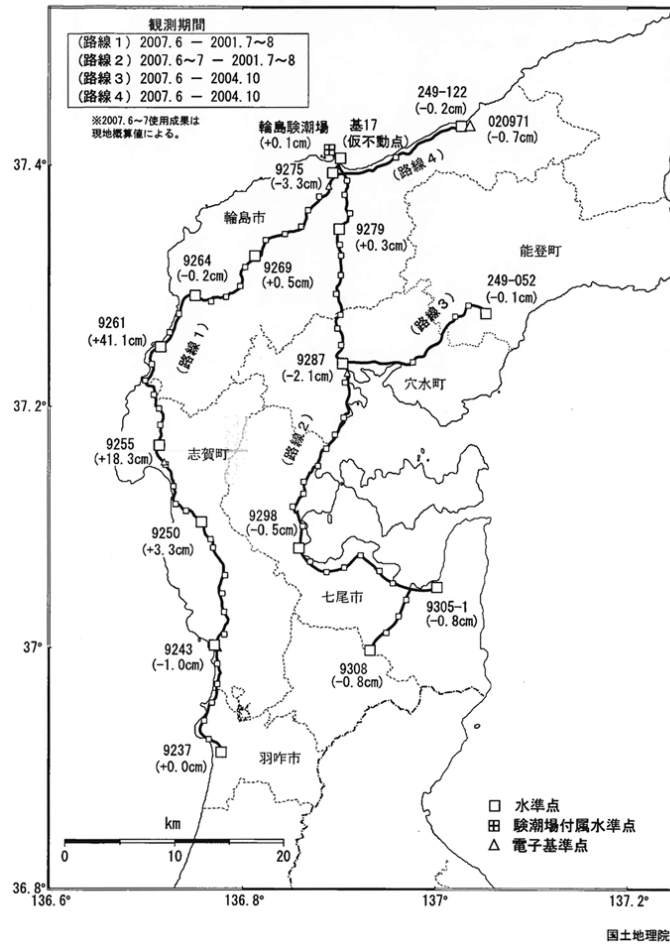 観測期間
(路線1) 2007.6 － 2001.7～8
(路線2) 2007.6～7 － 2001.7～8
(路線3) 2007.6 － 2004.10
(路線4) 2007.6 － 2004.10
※2007.6～7使用成果は
現地概算値による。
249-122
(-0.2cm)
020971
(-0.7cm)
輪島験潮場
(+0.1cm)
基17
(仮不動点)
37.4°
9275
(-3.3cm)
(路線4)
輪島市
9279
(+0.3cm)
能登町
9264
(-0.2cm)
9269
(+0.5cm)
249-052
(-0.1cm)
9261
(+41.1cm)
(路線1)
(路線3)
9287
(-2.1cm)
穴水町
37.2°
9255
(+18.3cm)
志賀町
(路線2)
9250
(+3.3cm)
9298
(-0.5cm)
七尾市
9305-1
(-0.8cm)
37°
9243
(-1.0cm)
9308
(-0.8cm)
9237
(+0.0cm)
羽咋市
km
0
10
20
水準点
験潮場付属水準点
電子基準点
36.8°
136.6°
136.8°
137°
137.2°
国土地理院